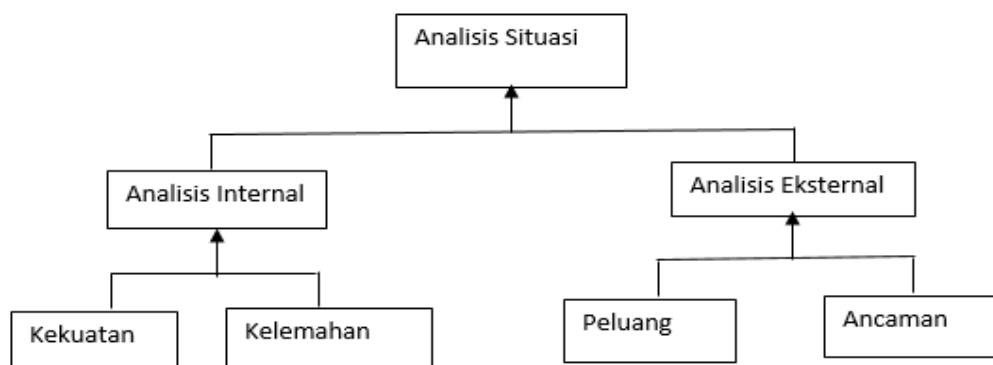 Analisis Situasi
Analisis Internal
Analisis Eksternal
Kekuatan
Kelemahan
Peluang
Ancaman